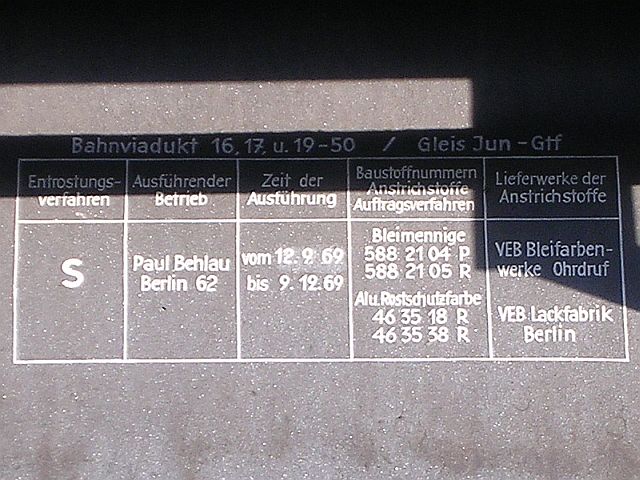 Bahnviadukt 16, 17, u. 19-50 / Gleis Jun-Gtf
Entrostungs-
verfahren
Ausführender
Betrieb
Zeit der
Ausführung
Baustoffnummern
Anstrichstoffe
Auftragsverfahren
Lieferwerke der
Anstrichstoffe
S
Paul Behlau
Berlin 62
vom 12. 9. 69
bis 9. 12. 69
Bleimennige
588 21 04 P
588 21 05 R
Alu. Rostschutzfarbe
46 35 18 R
46 35 38 R
VEB Bleifarben-
werke Ohrdruf
VEB Lackfabrik
Berlin